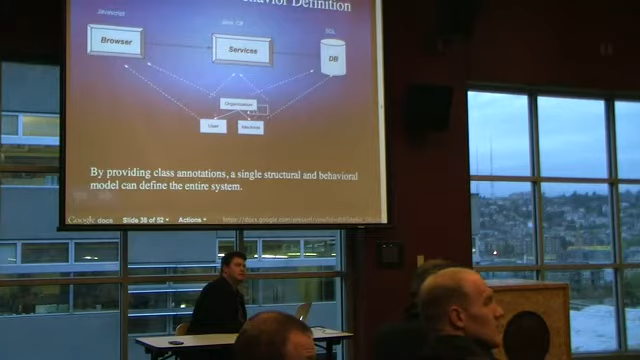 Behavior Definition
Javascript
Java, C#
SQL
Browser
Services
DB
Organization
User
Machine
By providing class annotations, a single structural and behavioral
model can define the entire system.
Google docs Slide 38 of 52 Actions